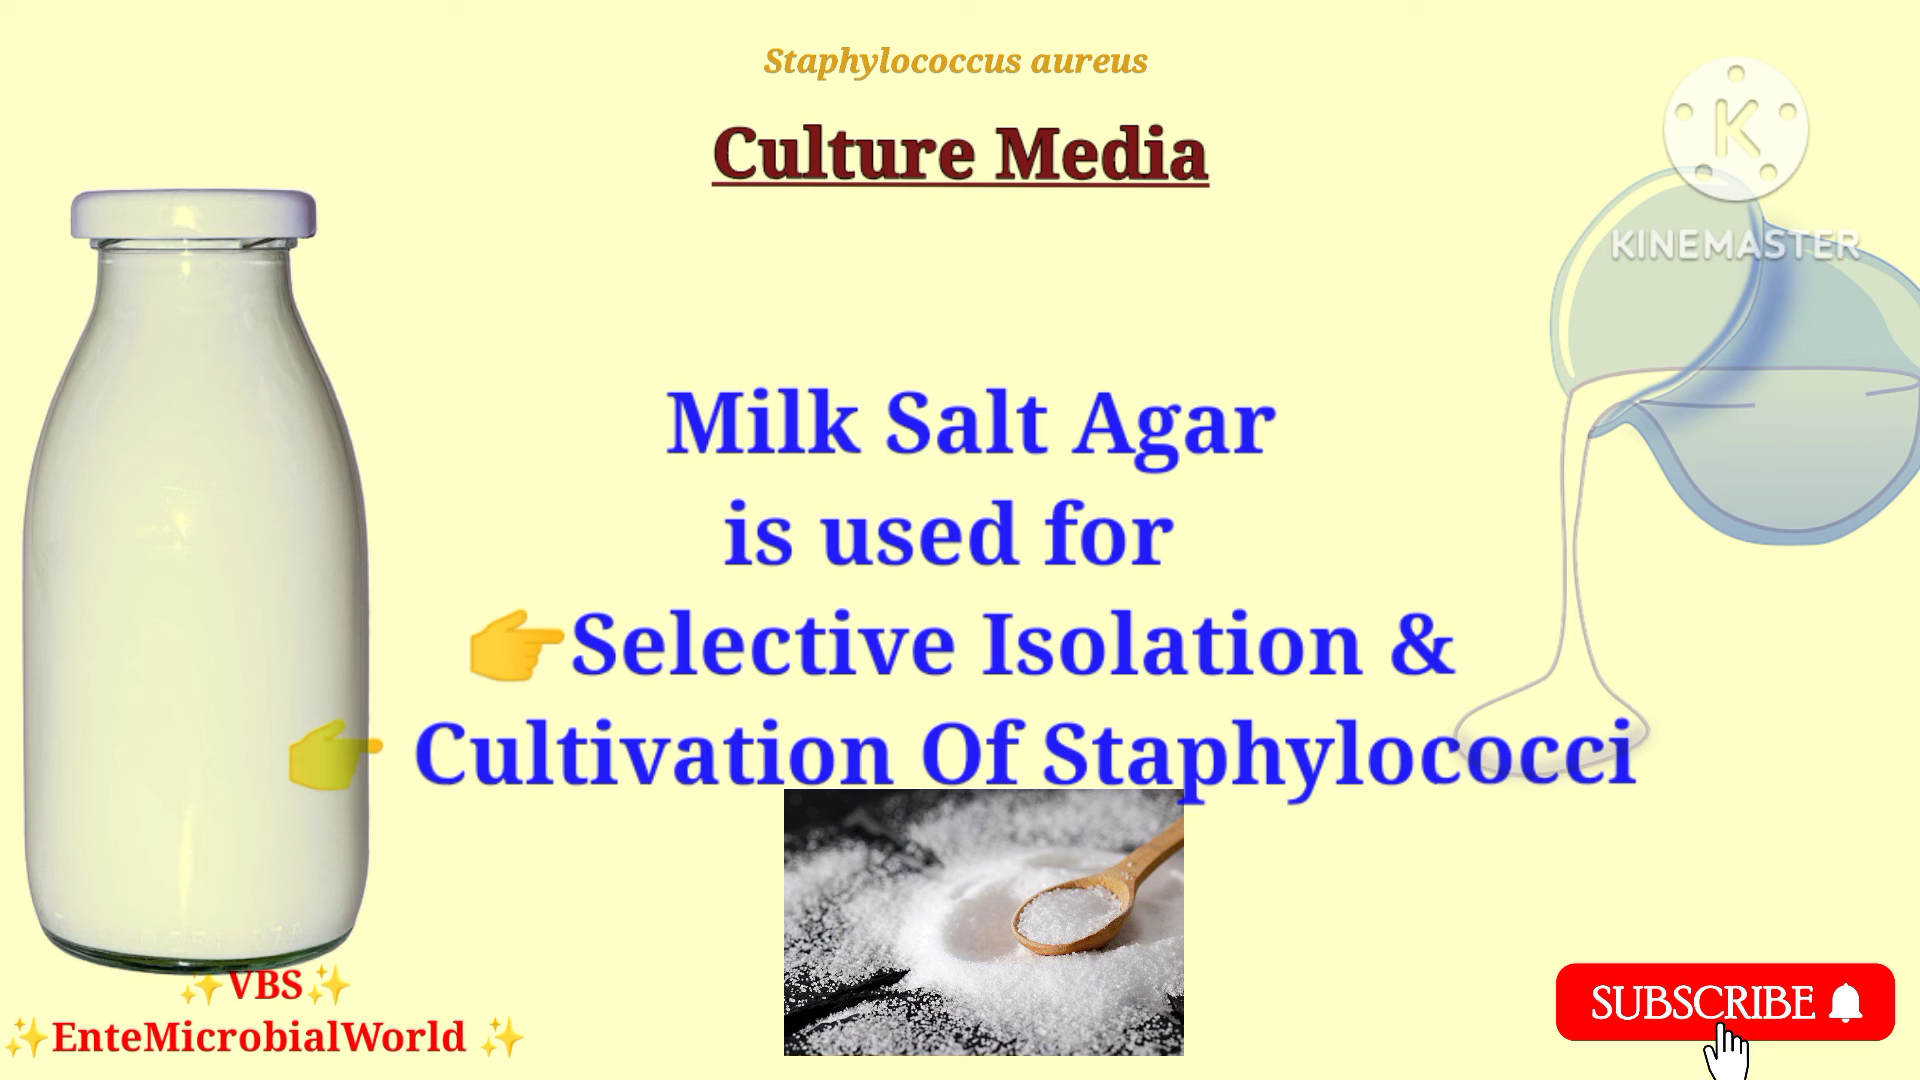 Staphylococcus aureus
Culture Media
KINEMASTER
Milk Salt Agar
is used for
👉Selective Isolation &
👉 Cultivation Of Staphylococci
✨VBS✨
✨EnteMicrobialWorld ✨
SUBSCRIBE